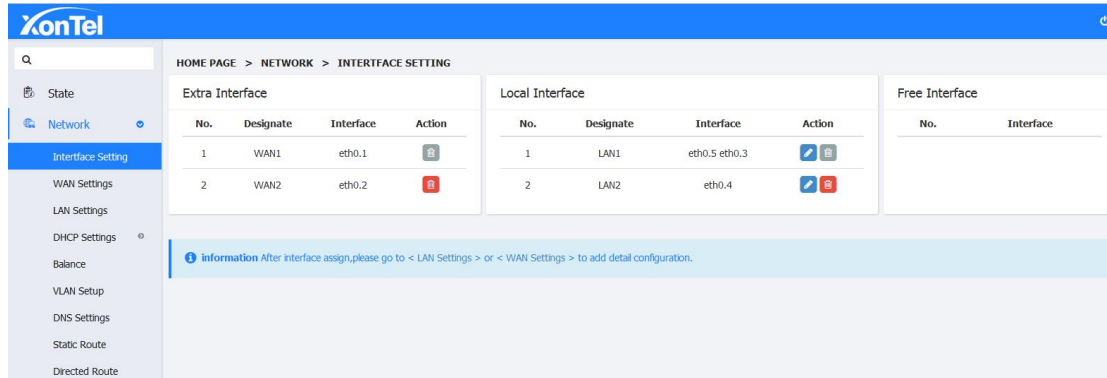 XonTel
HOME PAGE > NETWORK > INTERTFACE SETTING
State
Network
Interface Setting
WAN Settings
LAN Settings
DHCP Settings
Balance
VLAN Setup
DNS Settings
Static Route
Directed Route
Extra Interface
No. Designate Interface Action
1 WAN1 eth0.1
2 WAN2 eth0.2
Local Interface
No. Designate Interface Action
1 LAN1 eth0.5 eth0.3
2 LAN2 eth0.4
Free Interface
No. Interface
information After interface assign,please go to < LAN Settings > or < WAN Settings > to add detail configuration.